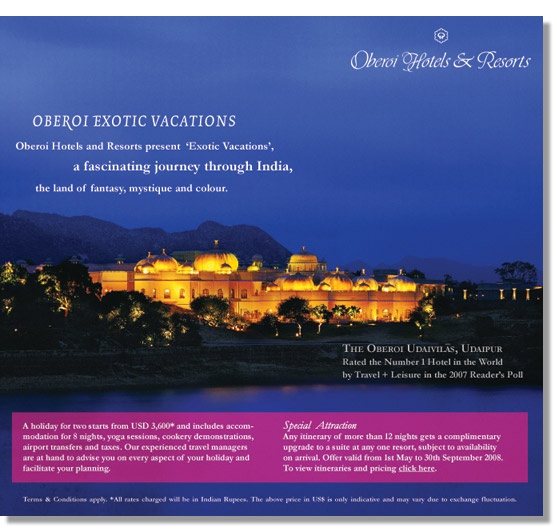 Oberoi Hotels & Resorts
OBEROI EXOTIC VACATIONS
Oberoi Hotels and Resorts present ‘Exotic Vacations’,
a fascinating journey through India,
the land of fantasy, mystique and colour.
THE OBEROI UDAIVILĀS, UDAIPUR
Rated the Number 1 Hotel in the World
by Travel + Leisure in the 2007 Reader's Poll
A holiday for two starts from USD 3,600* and includes accom-
modation for 8 nights, yoga sessions, cookery demonstrations,
airport transfers and taxes. Our experienced travel managers
are at hand to advise you on every aspect of your holiday and
facilitate your planning.
Special Attraction
Any itinerary of more than 12 nights gets a complimentary
upgrade to a suite at any one resort, subject to availability
on arrival. Offer valid from 1st May to 30th September 2008.
To view itineraries and pricing click here.
Terms & Conditions apply. *All rates charged will be in Indian Rupees. The above price in US$ is only indicative and may vary due to exchange fluctuation.